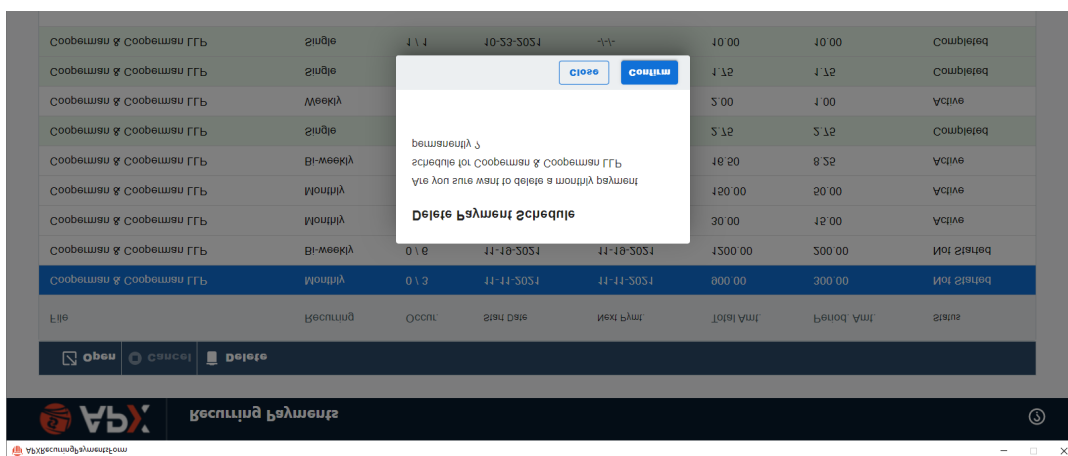 APXRecurringPaymentsForm
APX Recurring Payments
Open Cancel Delete
File Recurring Occur. Start Date Next Pymt. Total Amt. Period. Amt. Status
Cooperman & Cooperman LLP Monthly 0 / 3 11-11-2021 11-11-2021 900.00 300.00 Not Started
Cooperman & Cooperman LLP Bi-weekly 0 / 6 11-19-2021 11-19-2021 1200.00 200.00 Not Started
Cooperman & Cooperman LLP Monthly 30.00 15.00 Active
Cooperman & Cooperman LLP Monthly 150.00 50.00 Active
Cooperman & Cooperman LLP Bi-weekly 16.50 8.25 Active
Cooperman & Cooperman LLP Single 2.75 2.75 Completed
Cooperman & Cooperman LLP Weekly 2.00 1.00 Active
Cooperman & Cooperman LLP Single 1.75 1.75 Completed
Cooperman & Cooperman LLP Single 1 / 1 10-23-2021 -/-/- 10.00 10.00 Completed
Delete Payment Schedule
Are you sure want to delete a monthly payment
schedule for Cooperman & Cooperman LLP
permanently ?
Close Confirm